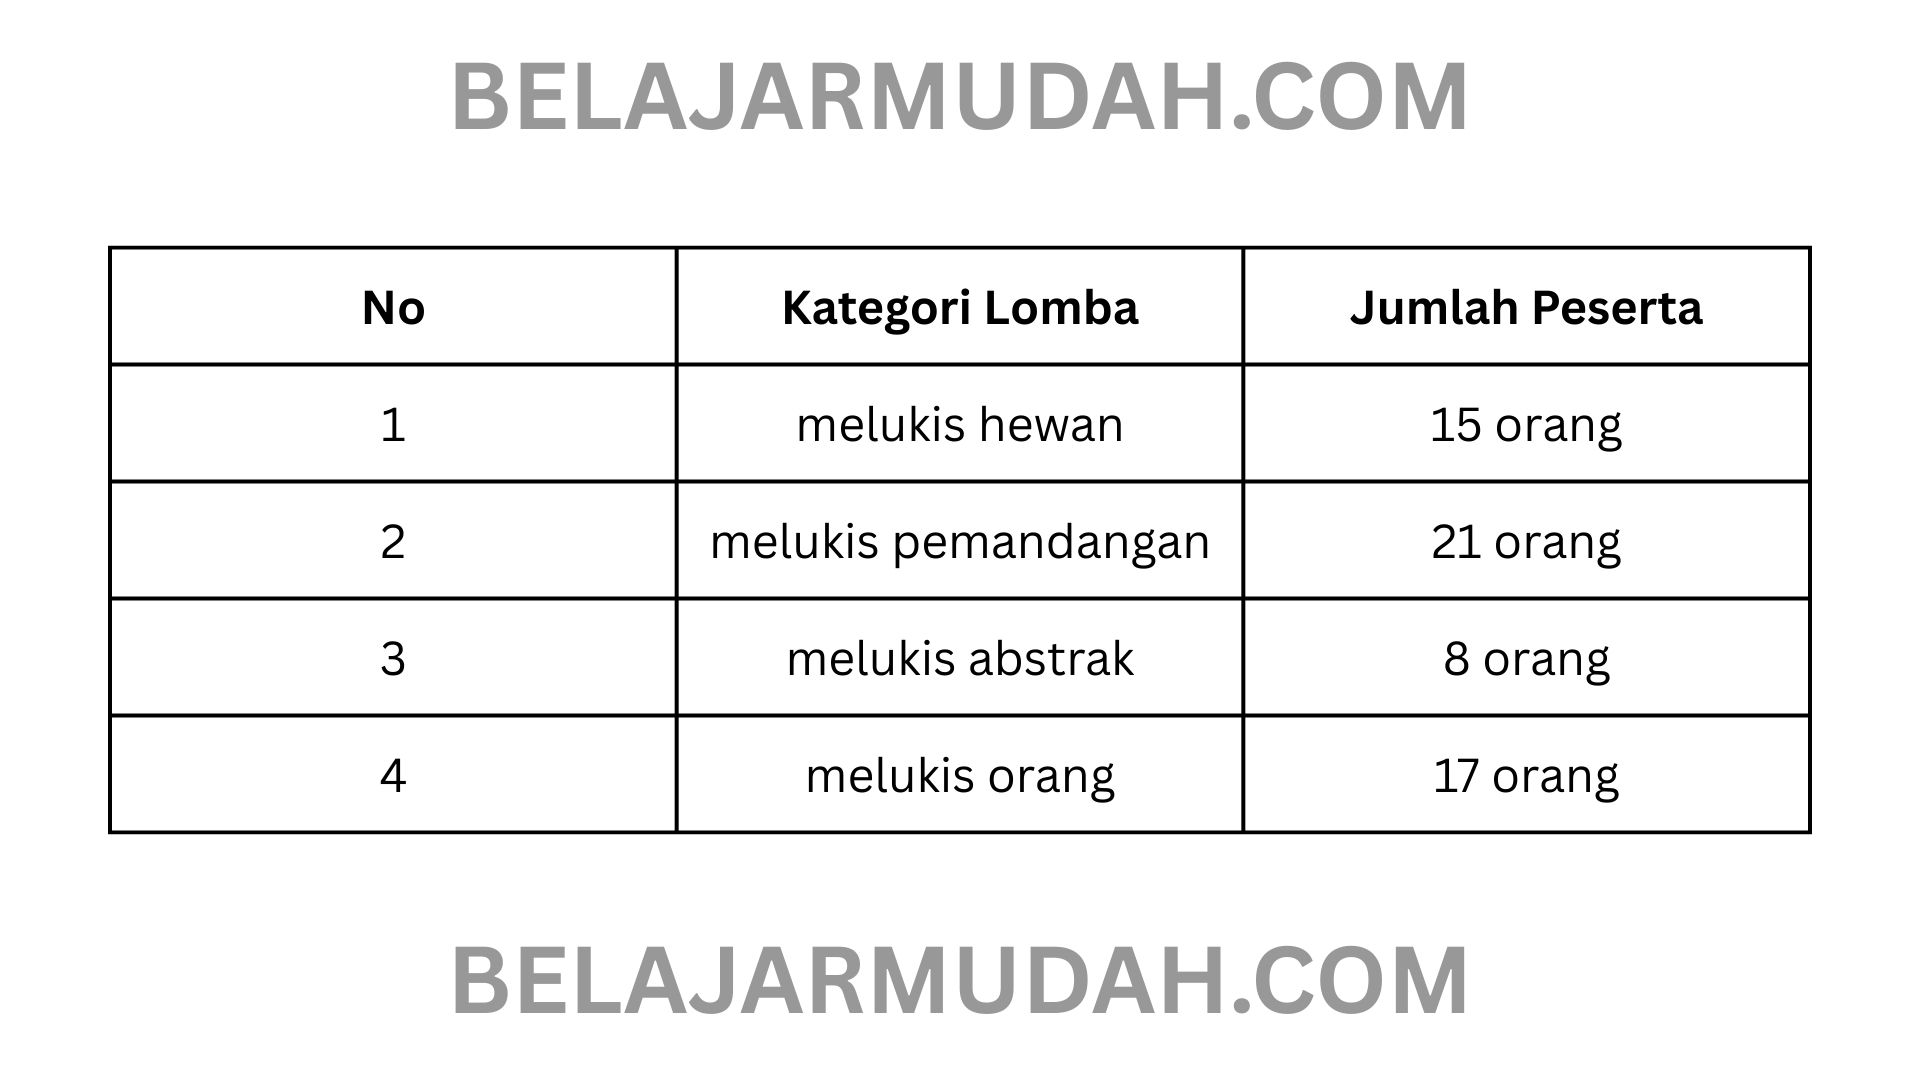 BELAJARMUDAH.COM
No Kategori Lomba Jumlah Peserta
1 melukis hewan 15 orang
2 melukis pemandangan 21 orang
3 melukis abstrak 8 orang
4 melukis orang 17 orang
BELAJARMUDAH.COM